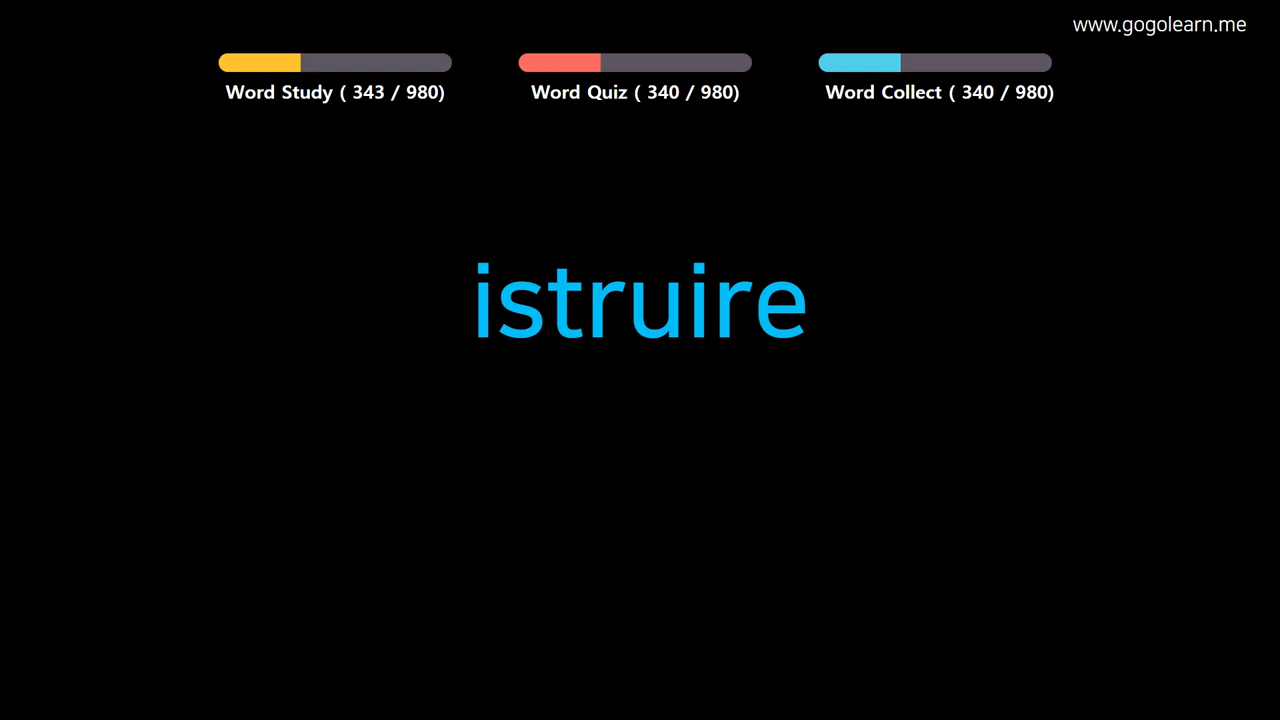 www.gogolearn.me
Word Study ( 343 / 980)
Word Quiz ( 340 / 980)
Word Collect ( 340 / 980)
istruire